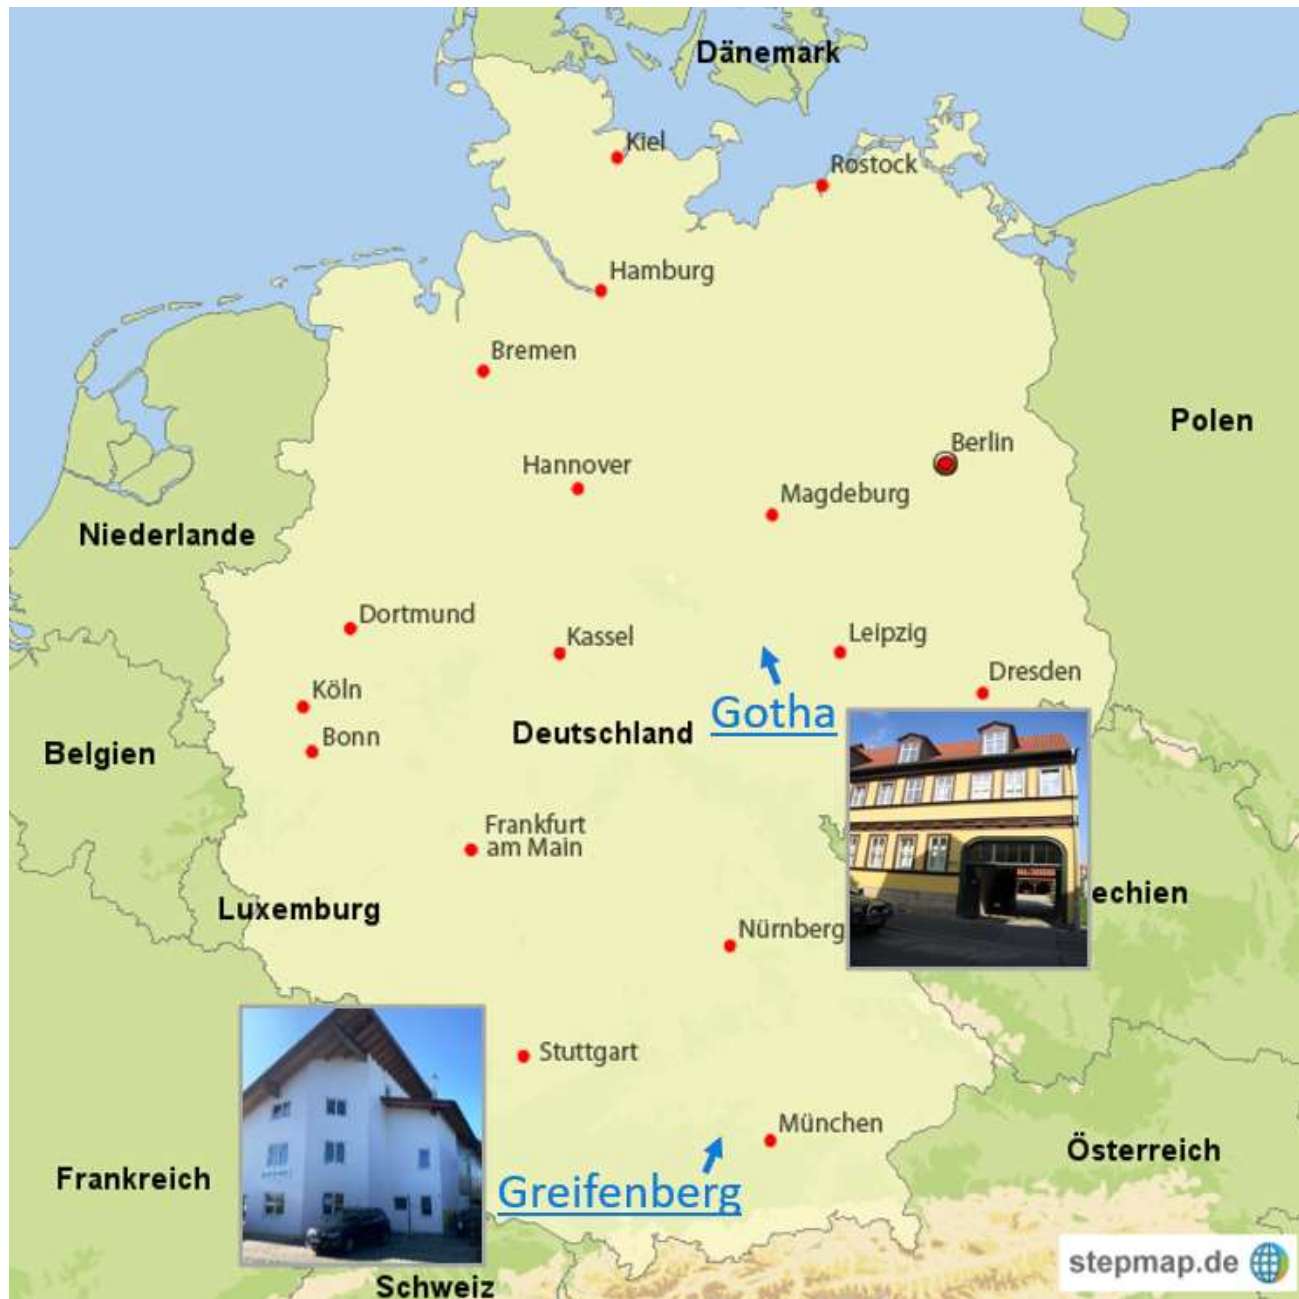 Dänemark
Kiel
Rostock
Hamburg
Bremen
Polen
Berlin
Hannover
Magdeburg
Niederlande
Dortmund
Kassel
Leipzig
Dresden
Köln
Gotha
Bonn
Deutschland
Belgien
Frankfurt
am Main
echien
Luxemburg
Nürnberg
Stuttgart
München
Österreich
Frankreich
Greifenberg
stepmap.de
Schweiz